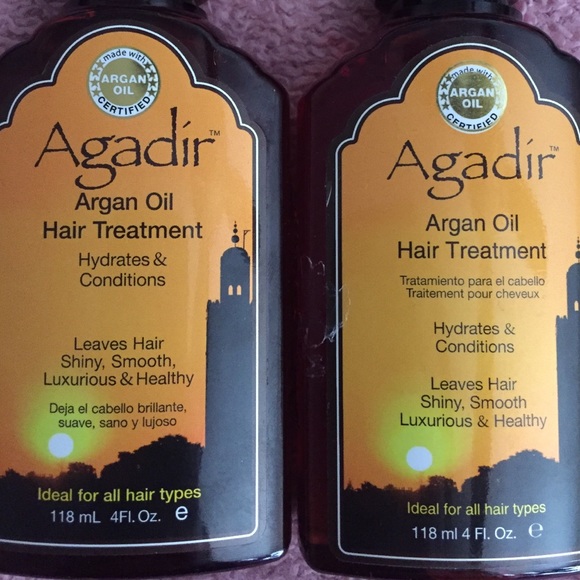 made with
ARGAN
OIL
CERTIFIED
Agadír™
Argan Oil
Hair Treatment
Hydrates &
Conditions
Leaves Hair
Shiny, Smooth,
Luxurious & Healthy
Deja el cabello brillante,
suave, sano y lujoso
Ideal for all hair types
118 mL 4Fl. Oz. e
made with
ARGAN
OIL
CERTIFIED
Agadír™
Argan Oil
Hair Treatment
Tratamiento para el cabello
Traitement pour cheveux
Hydrates &
Conditions
Leaves Hair
Shiny, Smooth
Luxurious & Healthy
Ideal for all hair types
118 ml 4 Fl. Oz. e